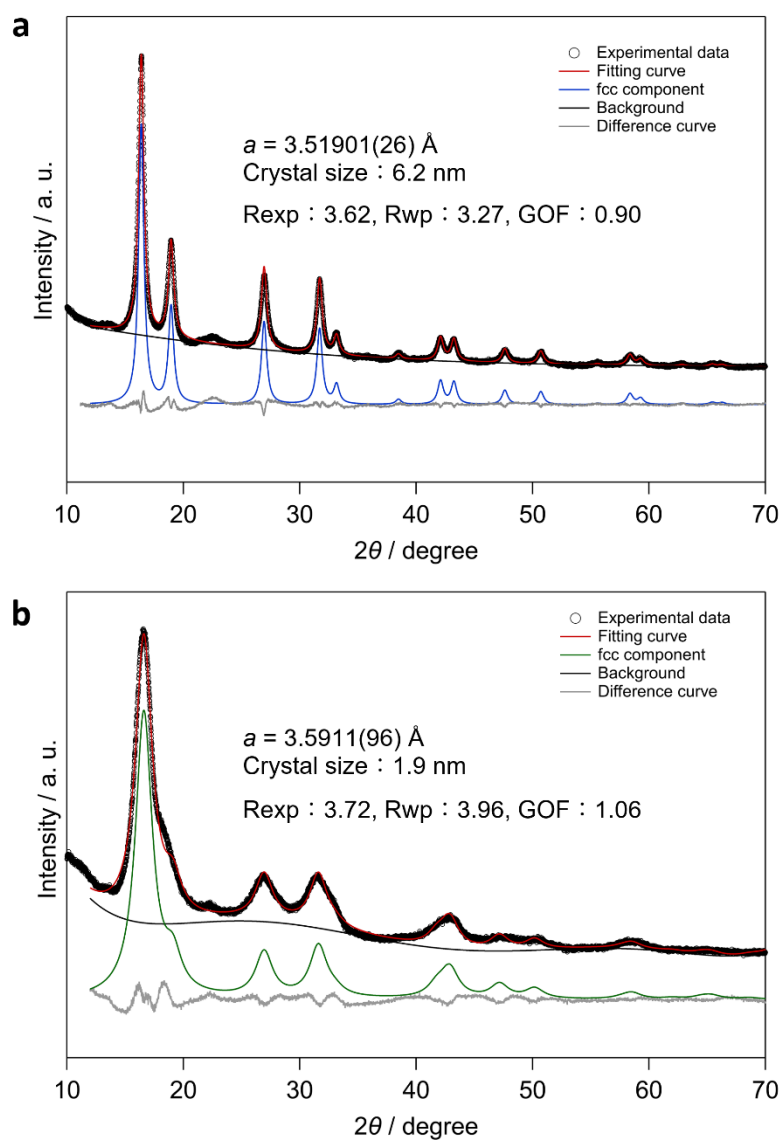 a
Experimental data
Fitting curve
fcc component
Background
Difference curve
a = 3.51901(26) Å
Crystal size：6.2 nm
Rexp：3.62, Rwp：3.27, GOF：0.90
Intensity / a. u.
10 20 30 40 50 60 70
2θ / degree
b
Experimental data
Fitting curve
fcc component
Background
Difference curve
a = 3.5911(96) Å
Crystal size：1.9 nm
Rexp：3.72, Rwp：3.96, GOF：1.06
Intensity / a. u.
10 20 30 40 50 60 70
2θ / degree